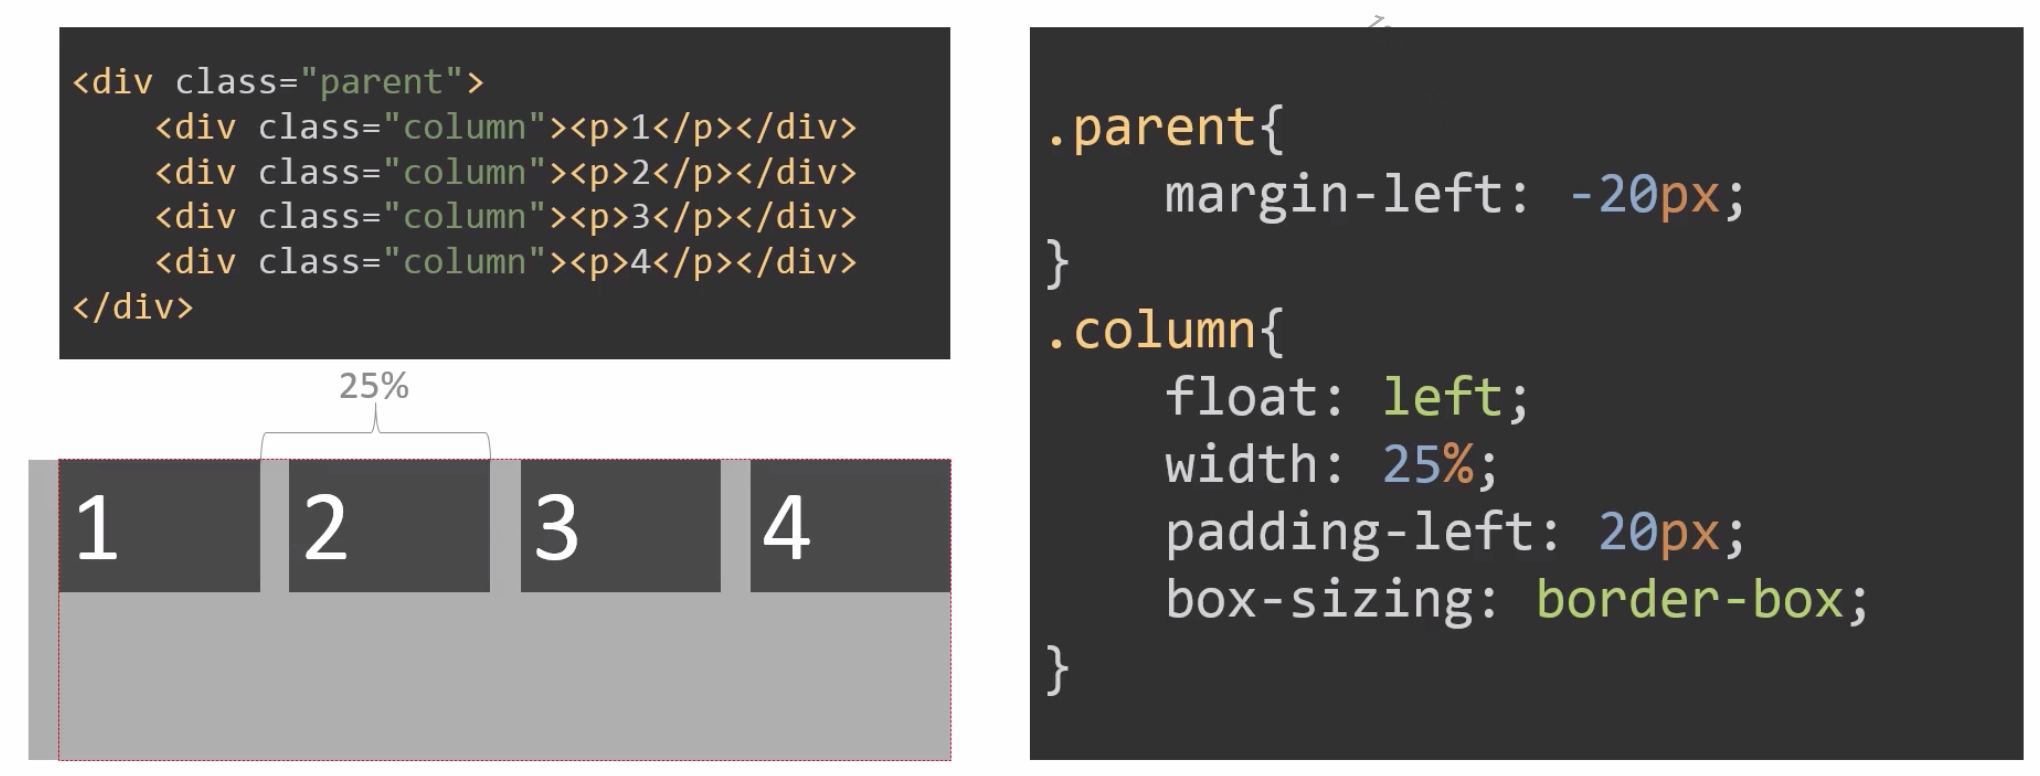 <div class="parent">
    <div class="column"><p>1</p></div>
    <div class="column"><p>2</p></div>
    <div class="column"><p>3</p></div>
    <div class="column"><p>4</p></div>
</div>
25%
1 2 3 4
.parent{
    margin-left: -20px;
}
.column{
    float: left;
    width: 25%;
    padding-left: 20px;
    box-sizing: border-box;
}